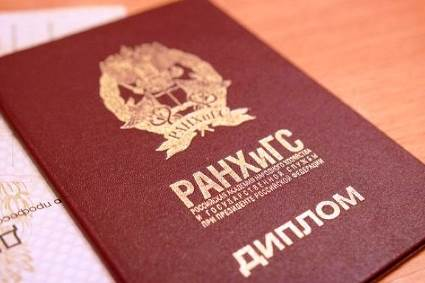 РАНХиГС
РАНХиГС
РОССИЙСКАЯ АКАДЕМИЯ НАРОДНОГО ХОЗЯЙСТВА
И ГОСУДАРСТВЕННОЙ СЛУЖБЫ
ПРИ ПРЕЗИДЕНТЕ РОССИЙСКОЙ ФЕДЕРАЦИИ
ДИПЛОМ